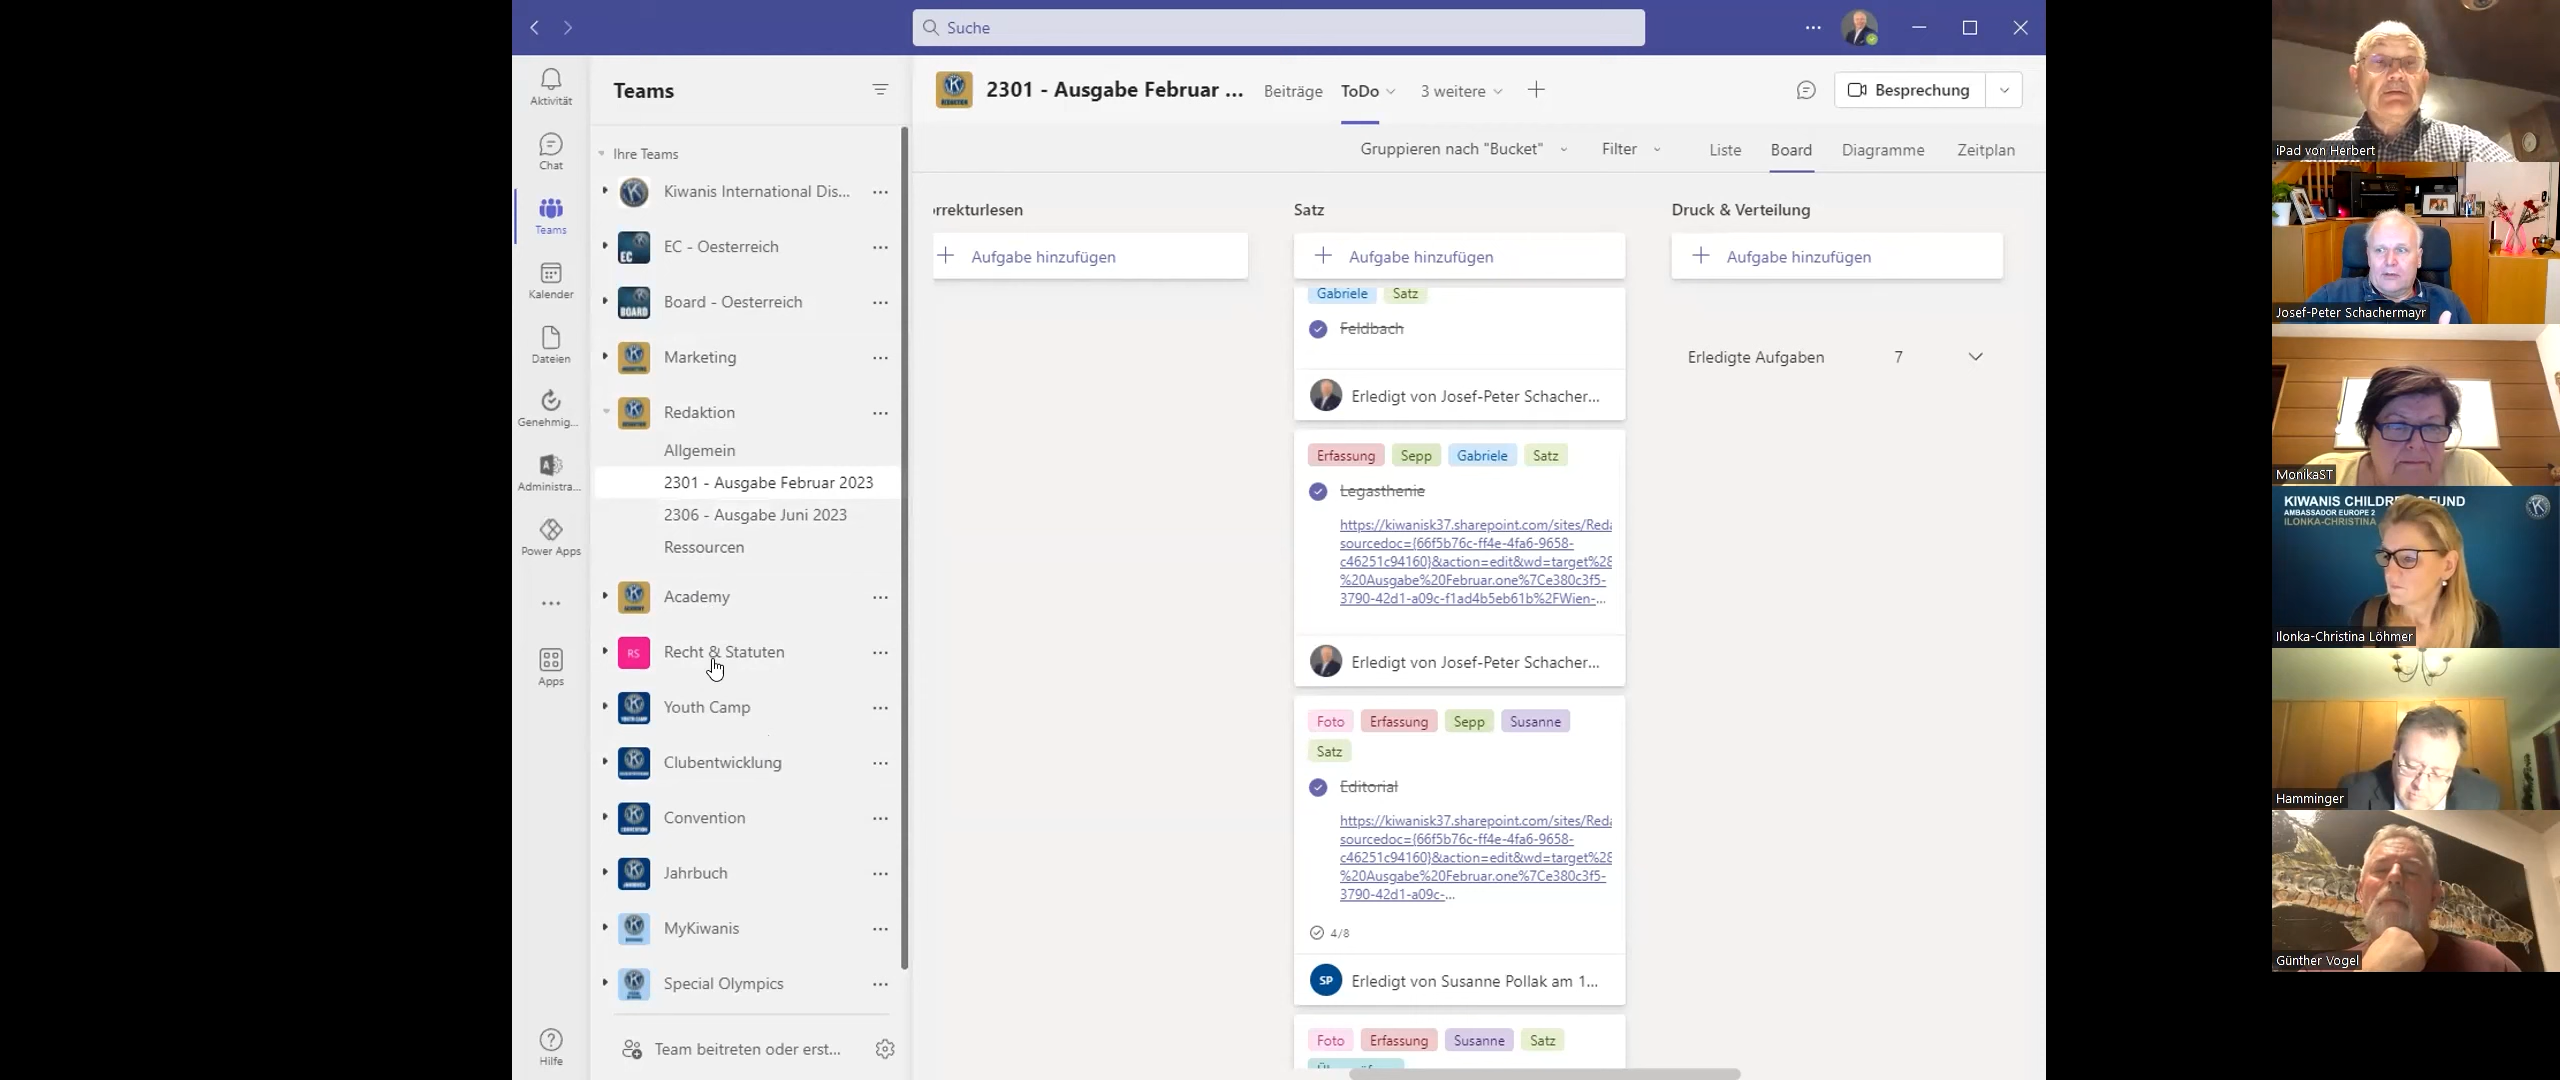 Suche
Aktivität
Chat
Teams
Kalender
Dateien
Genehmig...
Administra...
Power Apps
Apps
Hilfe
Teams
Ihre Teams
Kiwanis International Dis...
EC - Oesterreich
Board - Oesterreich
Marketing
Redaktion
Allgemein
2301 - Ausgabe Februar 2023
2306 - Ausgabe Juni 2023
Ressourcen
Academy
RS
Recht & Statuten
Youth Camp
Clubentwicklung
Convention
Jahrbuch
MyKiwanis
Special Olympics
Team beitreten oder erst...
2301 - Ausgabe Februar ...
Beiträge
ToDo
3 weitere
Besprechung
Gruppieren nach "Bucket"
Filter
Liste
Board
Diagramme
Zeitplan
rrekturlesen
Aufgabe hinzufügen
Satz
Aufgabe hinzufügen
Gabriele Satz
Feldbach
Erledigt von Josef-Peter Schacher...
Erfassung Sepp Gabriele Satz
Legasthenie
https://kiwanisk37.sharepoint.com/sites/Reda
sourcedoc={66f5b76c-ff4e-4fa6-9658-
c46251c94160}&action=edit&wd=target%28
%20Ausgabe%20Februar.one%7Ce380c3f5-
3790-42d1-a09c-f1ad4b5eb61b%2FWien-...
Erledigt von Josef-Peter Schacher...
Foto Erfassung Sepp Susanne
Satz
Editorial
https://kiwanisk37.sharepoint.com/sites/Reda
sourcedoc={66f5b76c-ff4e-4fa6-9658-
c46251c94160}&action=edit&wd=target%28
%20Ausgabe%20Februar.one%7Ce380c3f5-
3790-42d1-a09c-...
4/8
SP
Erledigt von Susanne Pollak am 1...
Foto Erfassung Susanne Satz
Druck & Verteilung
Aufgabe hinzufügen
Erledigte Aufgaben 7
iPad von Herbert
Josef-Peter Schachermayr
MonikaST
KIWANIS CHILDRE
UND
AMBASSADOR EUROPE 2
ILONKA-CHRISTINA
Ilonka-Christina Löhmer
Hamminger
Günther Vogel